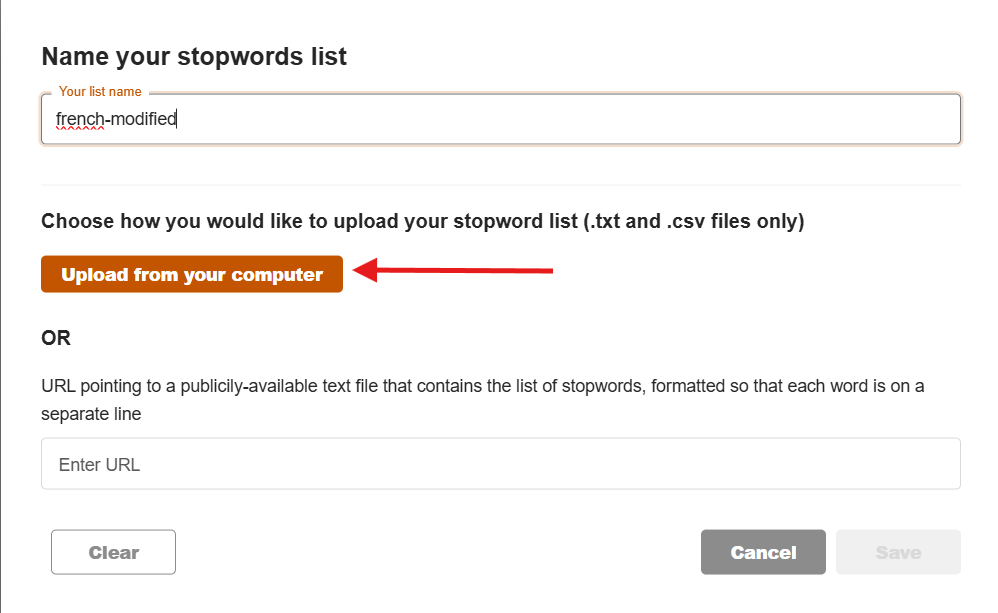 Name your stopwords list
Your list name
french-modified
Choose how you would like to upload your stopword list (.txt and .csv files only)
Upload from your computer
OR
URL pointing to a publicily-available text file that contains the list of stopwords, formatted so that each word is on a
separate line
Enter URL
Clear
Cancel
Save